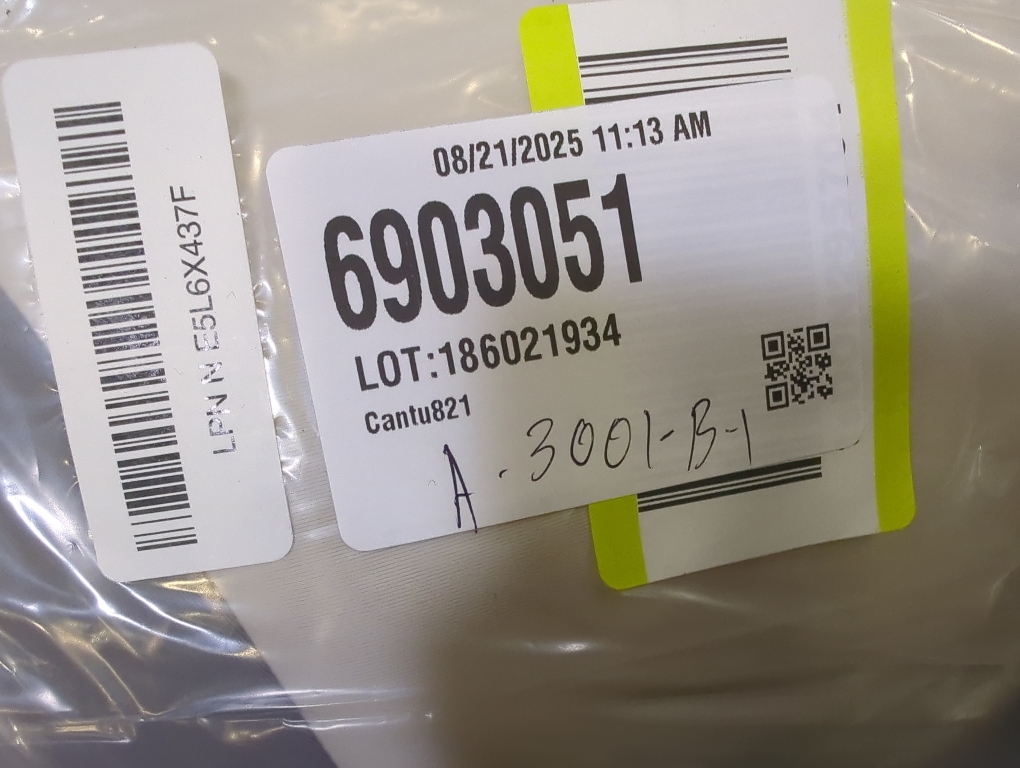 LPN N E5L6X437F
08/21/2025 11:13 AM
6903051
LOT:186021934
Cantu821
A.3001-B-1